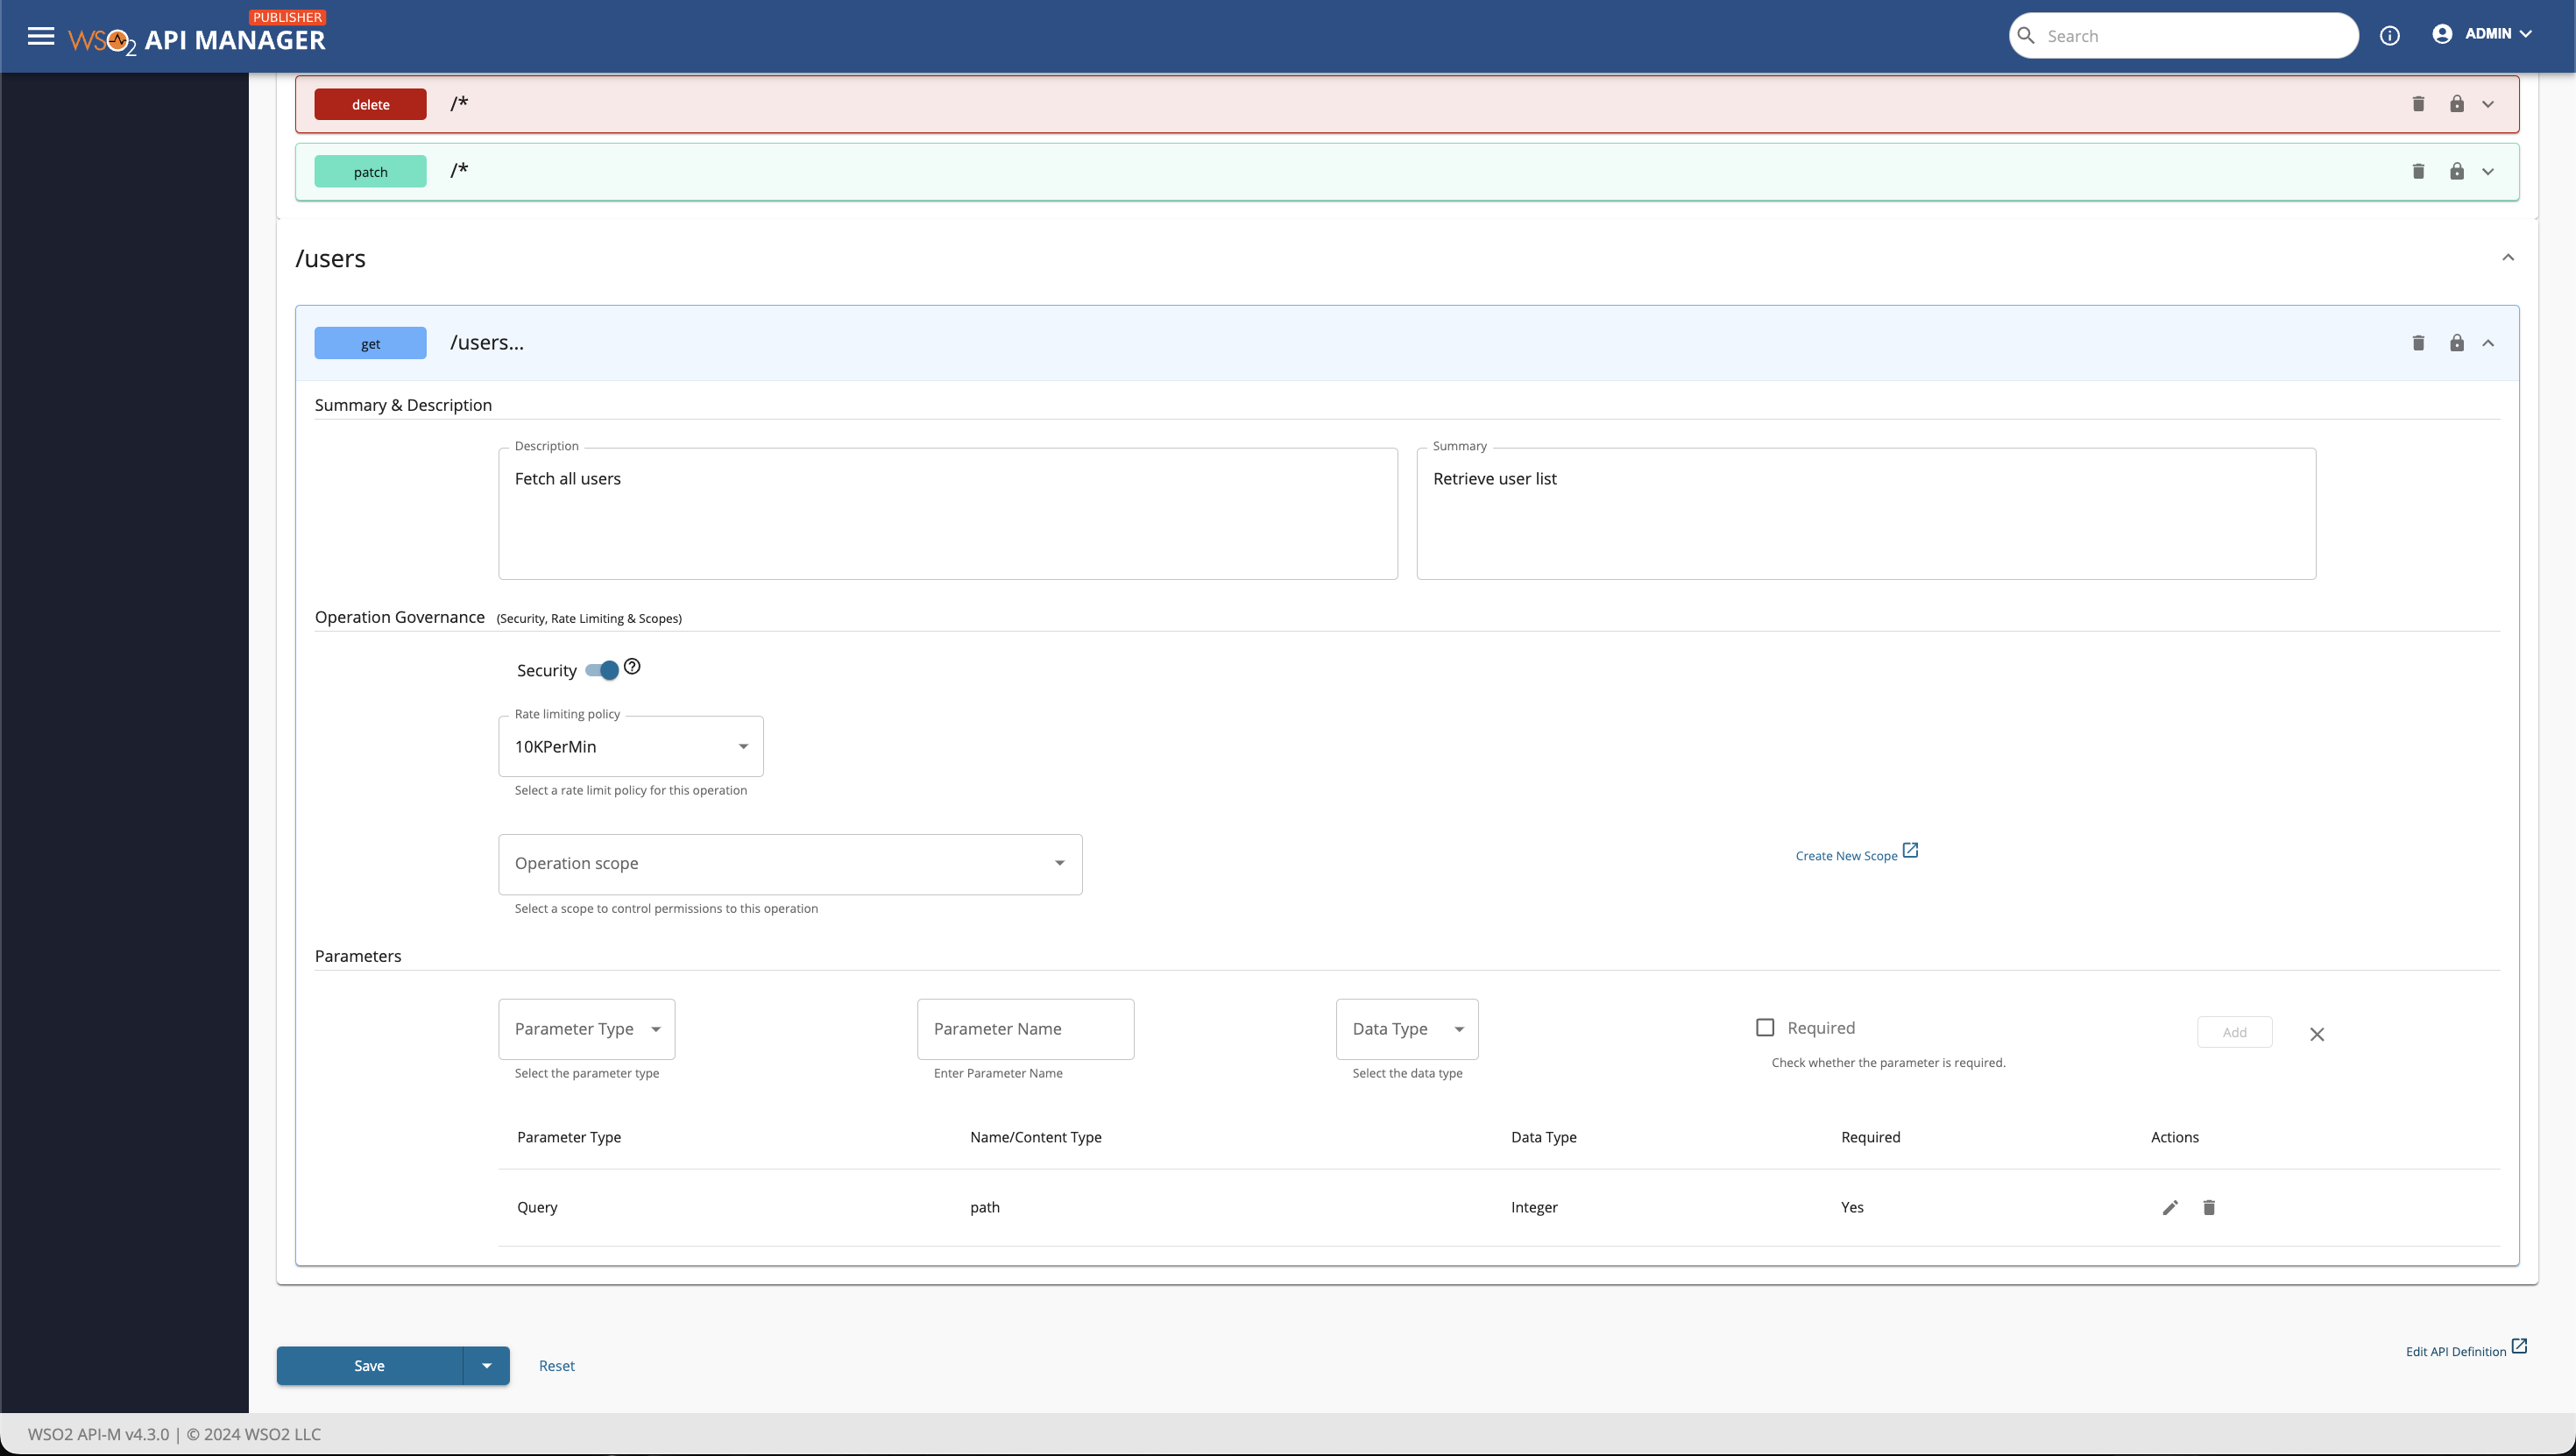 PUBLISHER
WSO2 API MANAGER
Search
ADMIN
delete /*
patch /*
/users
get /users...
Summary & Description
Description
Summary
Fetch all users
Retrieve user list
Operation Governance (Security, Rate Limiting & Scopes)
Security
Rate limiting policy
10KPerMin
Select a rate limit policy for this operation
Operation scope
Create New Scope
Select a scope to control permissions to this operation
Parameters
Parameter Type
Parameter Name
Data Type
Required
Add
Select the parameter type
Enter Parameter Name
Select the data type
Check whether the parameter is required.
Parameter Type Name/Content Type Data Type Required Actions
Query path Integer Yes
Save
Reset
Edit API Definition
WSO2 API-M v4.3.0 | © 2024 WSO2 LLC